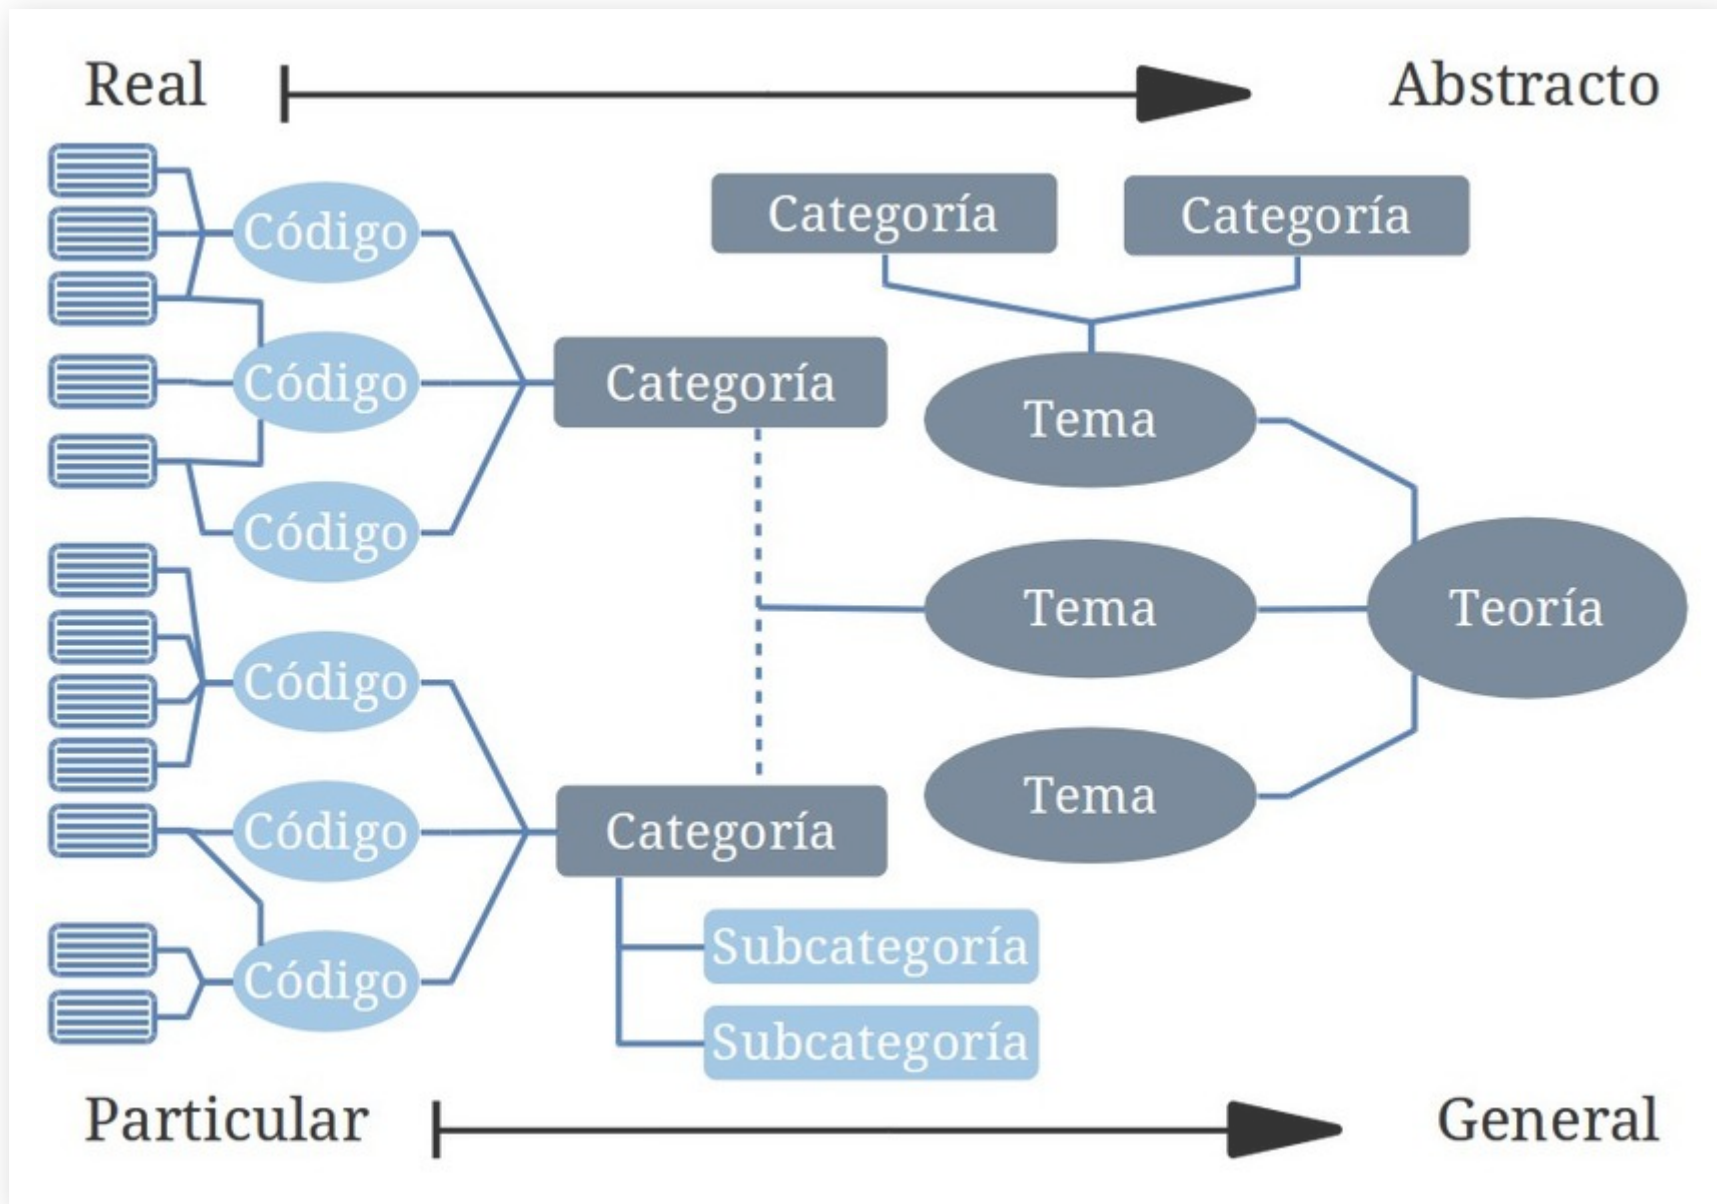 Real
Abstracto
Categoría
Categoría
Código
Código
Categoría
Tema
Código
Tema
Teoría
Código
Código
Categoría
Tema
Código
Subcategoría
Subcategoría
Particular
General